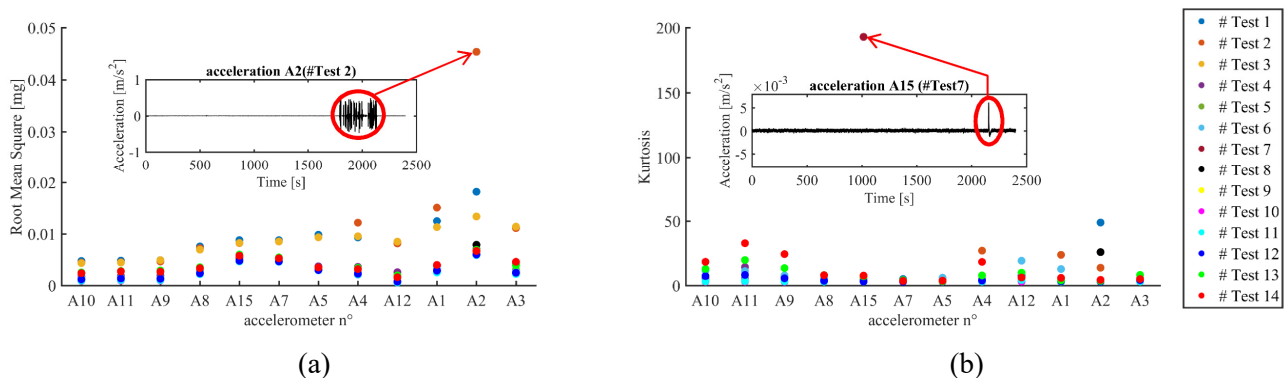 0.05
0.04
0.03
0.02
0.01
0
Root Mean Square [mg]
acceleration A2(#Test 2)
Acceleration [m/s²]
1
0
-1
0 500 1000 1500 2000 2500
Time [s]
A10 A11 A9 A8 A15 A7 A5 A4 A12 A1 A2 A3
accelerometer n°
(a)
200
150
100
50
0
Kurtosis
×10⁻³
acceleration A15 (#Test7)
Acceleration [m/s²]
5
0
-5
0 500 1000 1500 2000 2500
Time [s]
A10 A11 A9 A8 A15 A7 A5 A4 A12 A1 A2 A3
accelerometer n°
(b)
# Test 1
# Test 2
# Test 3
# Test 4
# Test 5
# Test 6
# Test 7
# Test 8
# Test 9
# Test 10
# Test 11
# Test 12
# Test 13
# Test 14